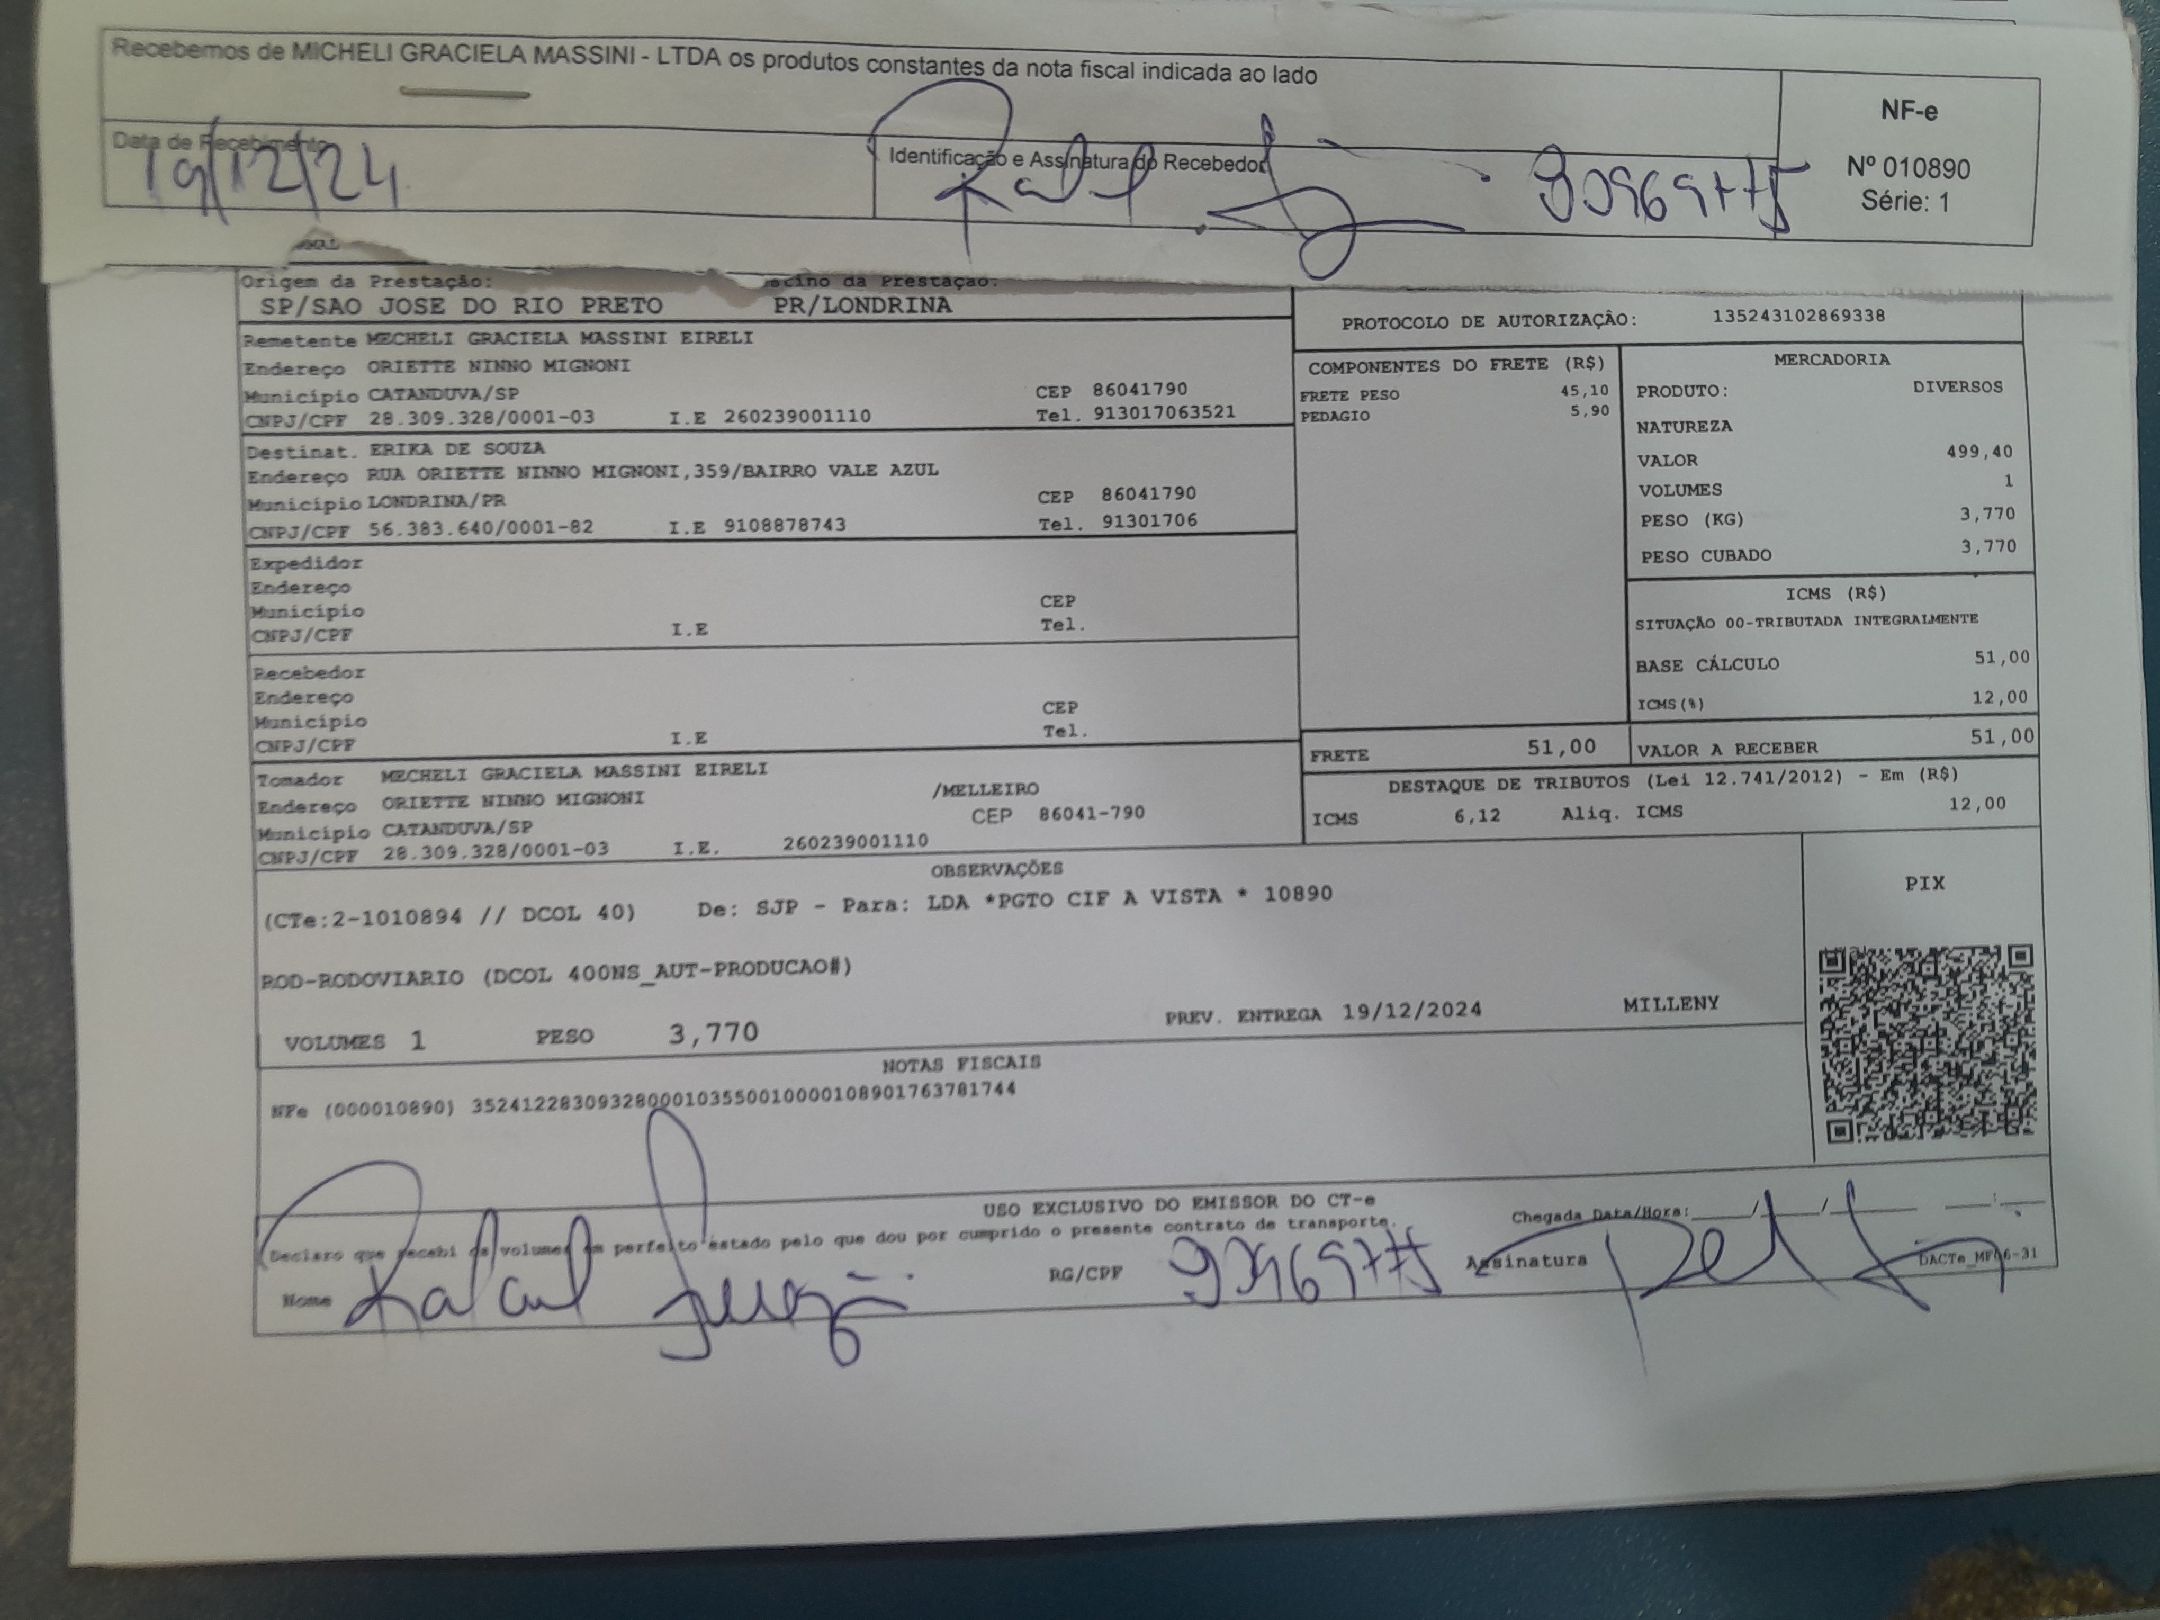 Recebemos de MICHELI GRACIELA MASSINI - LTDA os produtos constantes da nota fiscal indicada ao lado
NF-e
Nº 010890
Série: 1
Data de Recebimento
19/12/24
Identificação e Assinatura do Recebedor
Origem da Prestação:
da Prestação:
SP/SAO JOSE DO RIO PRETO PR/LONDRINA
Remetente MECHELI GRACIELA MASSINI EIRELI
Endereço ORIETTE NINNO MIGNONI
Município CATANDUVA/SP CEP 86041790
CNPJ/CPF 28.309.328/0001-03 I.E 260239001110 Tel. 913017063521
Destinat. ERIKA DE SOUZA
Endereço RUA ORIETTE NINNO MIGNONI,359/BAIRRO VALE AZUL
Município LONDRINA/PR CEP 86041790
CNPJ/CPF 56.383.640/0001-82 I.E 9108878743 Tel. 91301706
Expedidor
Endereço
Município CEP
CNPJ/CPF I.E Tel.
Recebedor
Endereço
Município CEP
CNPJ/CPF I.E Tel.
Tomador MECHELI GRACIELA MASSINI EIRELI
Endereço ORIETTE NINNO MIGNONI /MELLEIRO
Município CATANDUVA/SP CEP 86041-790
CNPJ/CPF 28.309.328/0001-03 I.E. 260239001110
PROTOCOLO DE AUTORIZAÇÃO: 135243102869338
COMPONENTES DO FRETE (R$)
FRETE PESO 45,10
PEDAGIO 5,90
MERCADORIA
PRODUTO: DIVERSOS
NATUREZA
VALOR 499,40
VOLUMES 1
PESO (KG) 3,770
PESO CUBADO 3,770
ICMS (R$)
SITUAÇÃO 00-TRIBUTADA INTEGRALMENTE
BASE CÁLCULO 51,00
ICMS(%) 12,00
FRETE 51,00 VALOR A RECEBER 51,00
DESTAQUE DE TRIBUTOS (Lei 12.741/2012) - Em (R$)
ICMS 6,12 Aliq. ICMS 12,00
OBSERVAÇÕES
(CTe:2-1010894 // DCOL 40) De: SJP - Para: LDA *PGTO CIF A VISTA * 10890
ROD-RODOVIARIO (DCOL 400NS_AUT-PRODUCAO#)
VOLUMES 1 PESO 3,770 PREV. ENTREGA 19/12/2024 MILLENY
PIX
NOTAS FISCAIS
NFe (000010890) 35241228309328000103550010000108901763781744
USO EXCLUSIVO DO EMISSOR DO CT-e
Declaro que recebi os volumes em perfeito estado pelo que dou por cumprido o presente contrato de transporte.
Chegada Data/Hora:____/____/____ ____:____
Nome Rafael
RG/CPF
Assinatura